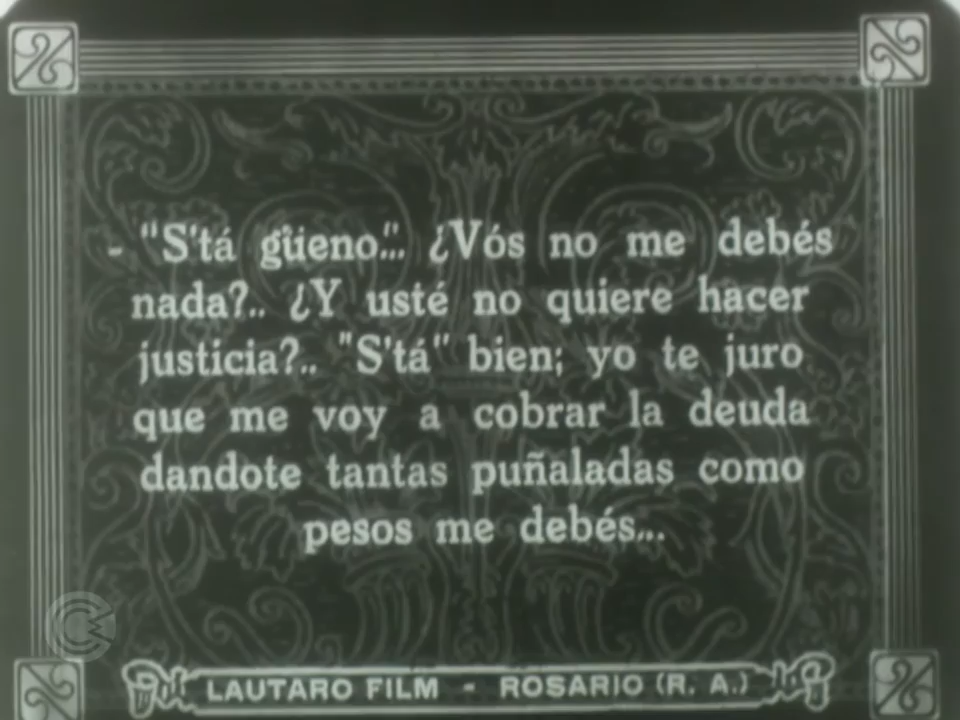 - "S'tá güeno"... ¿Vós no me debés
nada?.. ¿Y usté no quiere hacer
justicia?.. "S'tá" bien; yo te juro
que me voy a cobrar la deuda
dandote tantas puñaladas como
pesos me debés...
LAUTARO FILM - ROSARIO (R. A.)